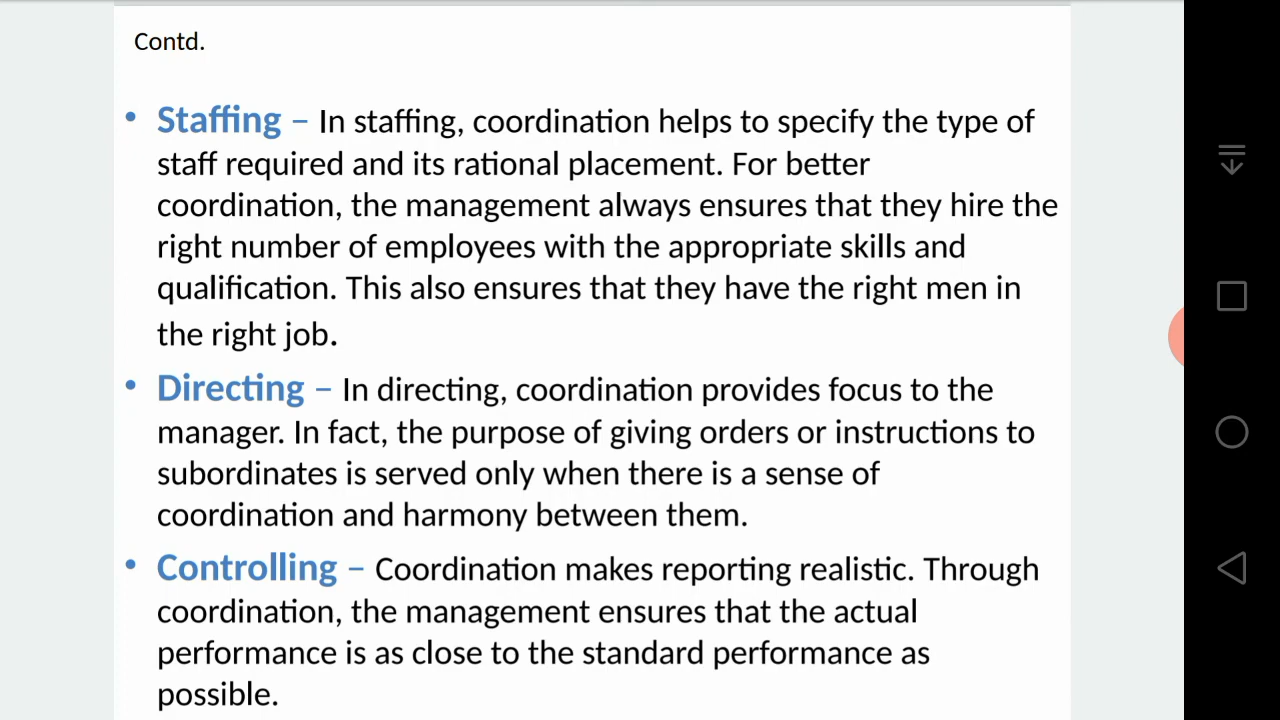 Contd.
• Staffing – In staffing, coordination helps to specify the type of
staff required and its rational placement. For better
coordination, the management always ensures that they hire the
right number of employees with the appropriate skills and
qualification. This also ensures that they have the right men in
the right job.
• Directing – In directing, coordination provides focus to the
manager. In fact, the purpose of giving orders or instructions to
subordinates is served only when there is a sense of
coordination and harmony between them.
• Controlling – Coordination makes reporting realistic. Through
coordination, the management ensures that the actual
performance is as close to the standard performance as
possible.